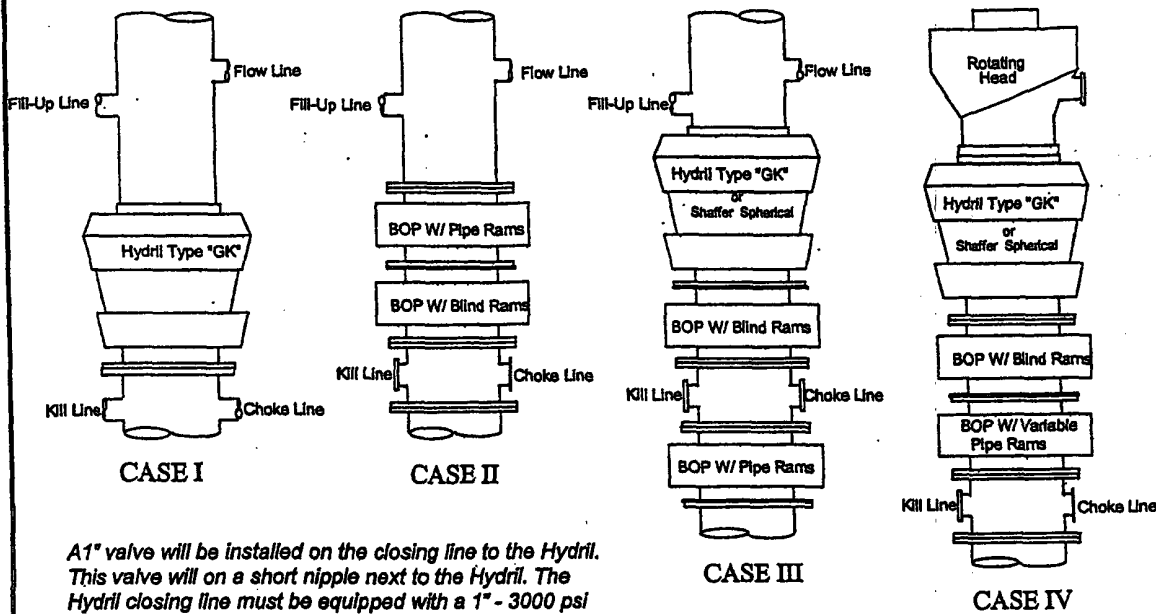 Flow Line
Fill-Up Line
Hydril Type "GK"
Kill Line
Choke Line
CASE I
Flow Line
Fill-Up Line
BOP W/ Pipe Rams
BOP W/ Blind Rams
Kill Line
Choke Line
CASE II
Flow Line
Fill-Up Line
Hydril Type "GK"
or
Shaffer Spherical
BOP W/ Blind Rams
Kill Line
Choke Line
BOP W/ Pipe Rams
CASE III
Rotating
Head
Hydril Type "GK"
or
Shaffer Spherical
BOP W/ Blind Rams
BOP W/ Variable
Pipe Rams
Kill Line
Choke Line
CASE IV
A1" valve will be installed on the closing line to the Hydril.
This valve will on a short nipple next to the Hydril. The
Hydril closing line must be equipped with a 1" - 3000 psi